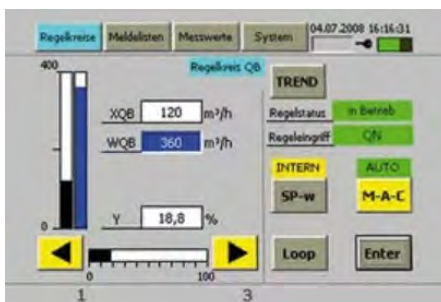 Regelkreise Meldelisten Messwerte System 04.07.2008 16:16:31
400
Regelkreis QB
TREND
XQB 120 m³/h
Regelstatus in Betrieb
WQB 360 m³/h
Regeleingriff QN
INTERN AUTO
SP-w M-A-C
0
Y 18,8 %
Loop Enter
0 100
1 3